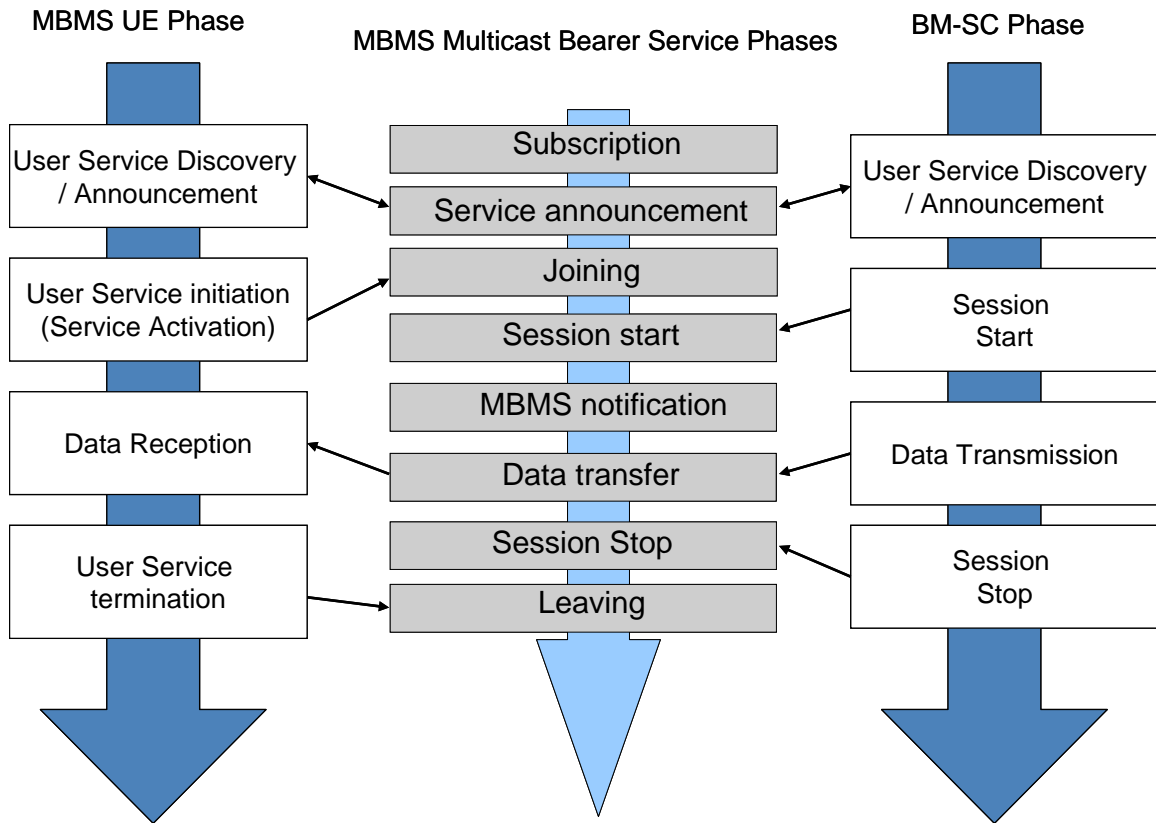 MBMS UE Phase
MBMS Multicast Bearer Service Phases
BM-SC Phase
User Service Discovery
/ Announcement
User Service initiation
(Service Activation)
Data Reception
User Service
termination
Subscription
Service announcement
Joining
Session start
MBMS notification
Data transfer
Session Stop
Leaving
User Service Discovery
/ Announcement
Session
Start
Data Transmission
Session
Stop